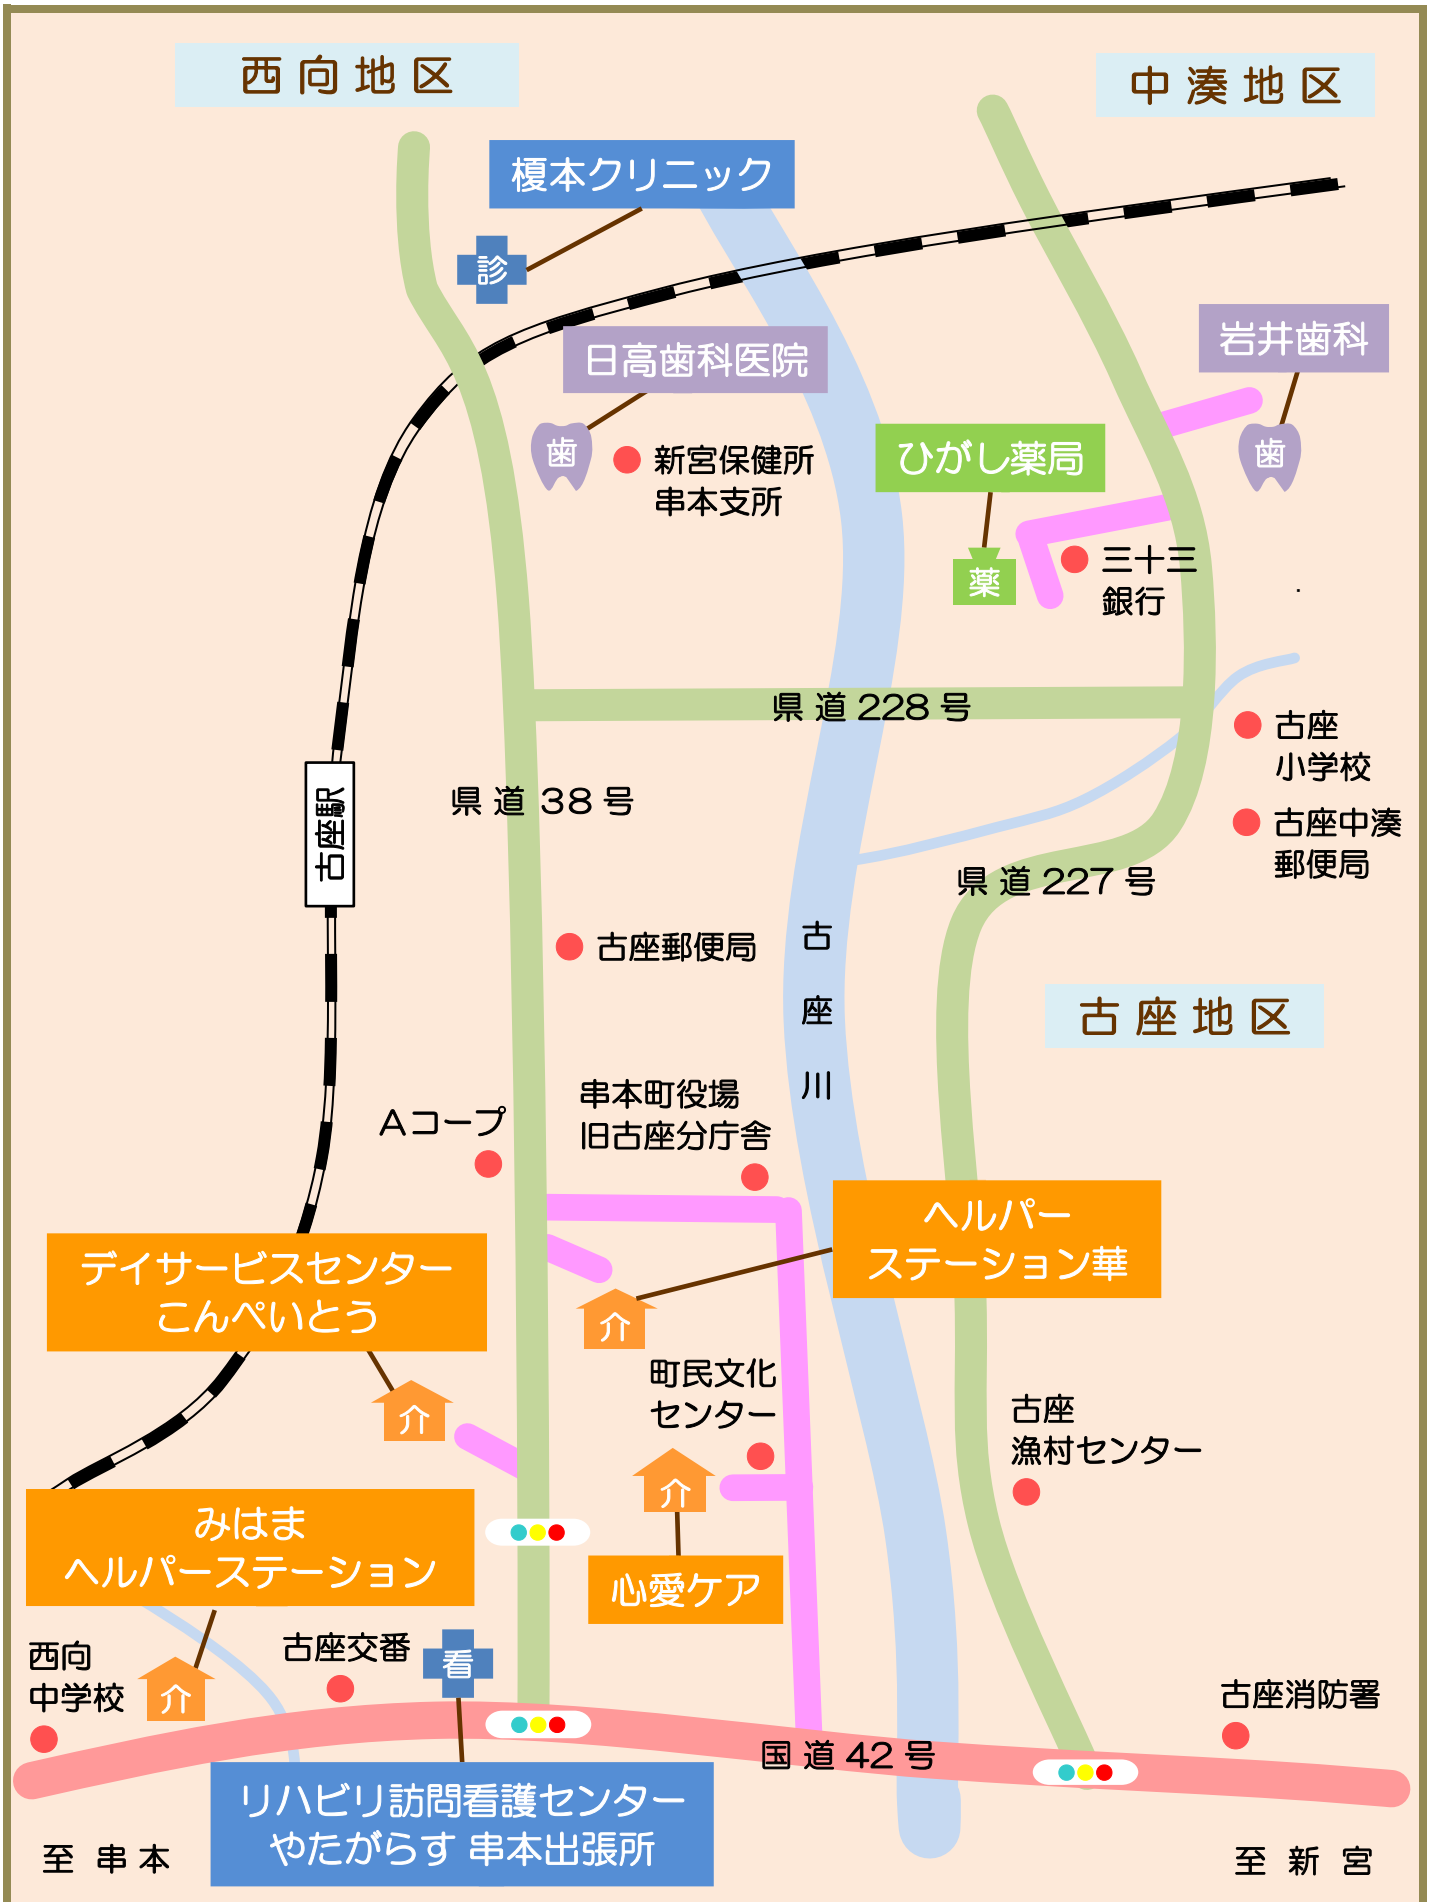 西向地区
中湊地区
榎本クリニック
診
岩井歯科
日高歯科医院
歯
歯
新宮保健所
串本支所
ひがし薬局
薬
三十三
銀行
県道228号
古座
小学校
県道38号
古座駅
古座中湊
郵便局
県道227号
古座郵便局
古座川
古座地区
串本町役場
旧古座分庁舎
Aコープ
ヘルパー
ステーション華
デイサービスセンター
こんぺいとう
介
介
町民文化
センター
古座
漁村センター
介
みはま
ヘルパーステーション
心愛ケア
西向
中学校
介
古座交番
看
古座消防署
国道42号
リハビリ訪問看護センター
やたがらす 串本出張所
至 串本
至 新宮